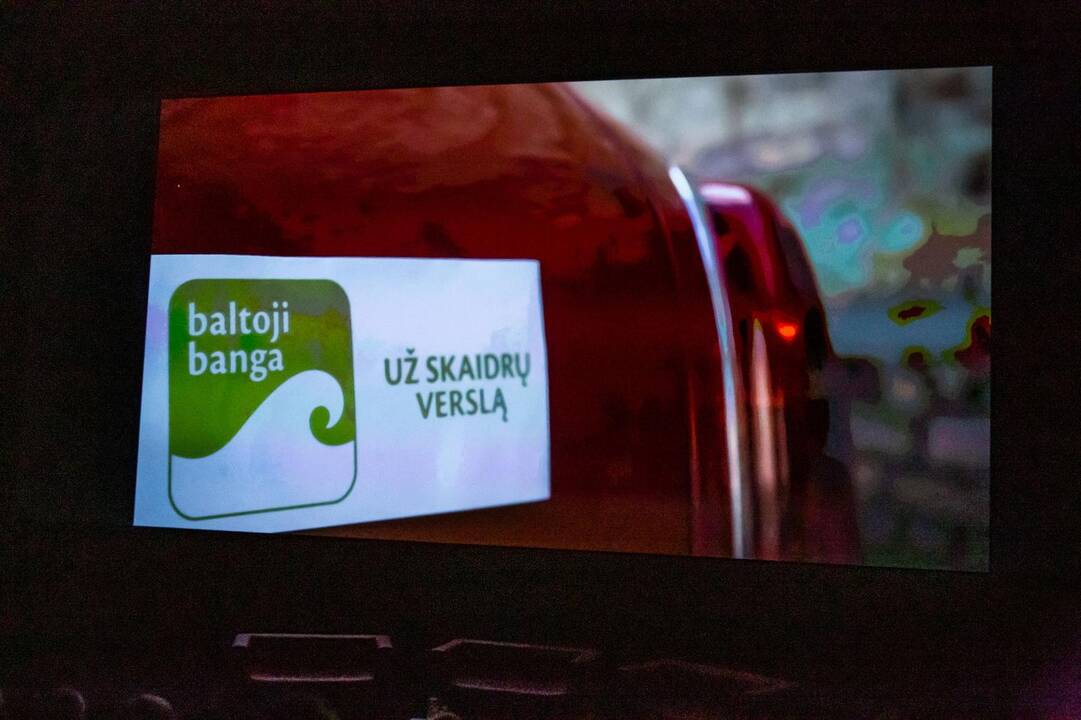 baltoji
banga
UŽ SKAIDRŲ
VERSLĄ